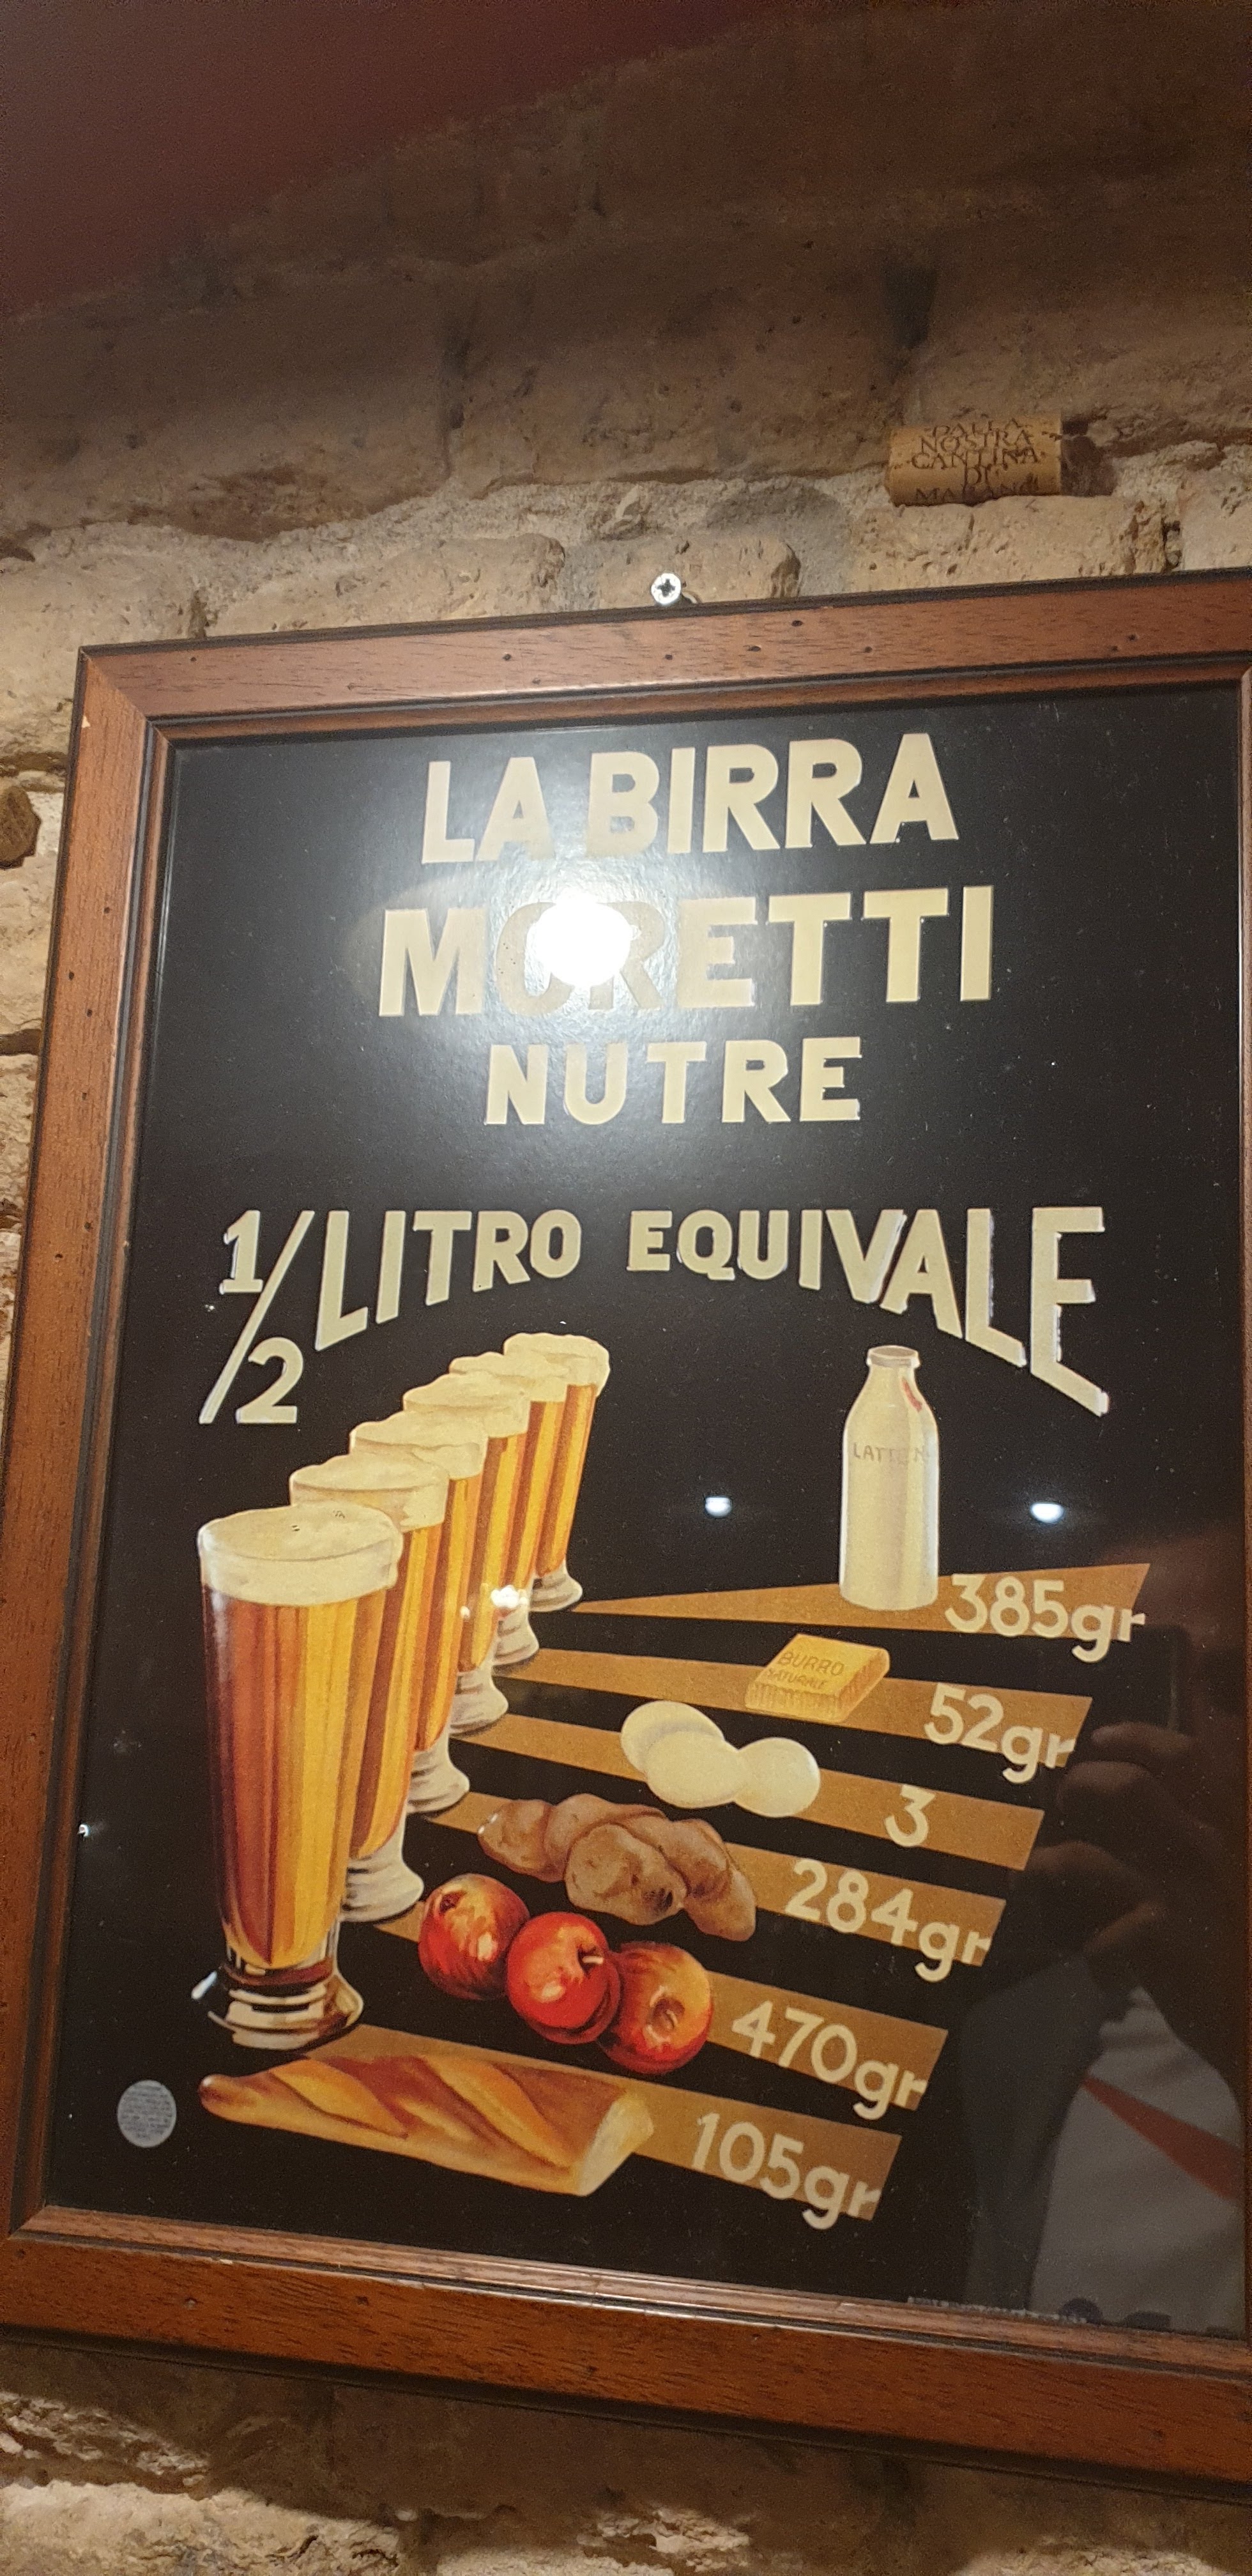 DALLA
NOSTRA
CANTINA
DI
LA BIRRA
MORETTI
NUTRE
1/2 LITRO EQUIVALE
LATTE
385gr
BURRO
NATURALE
52gr
3
284gr
470gr
105gr